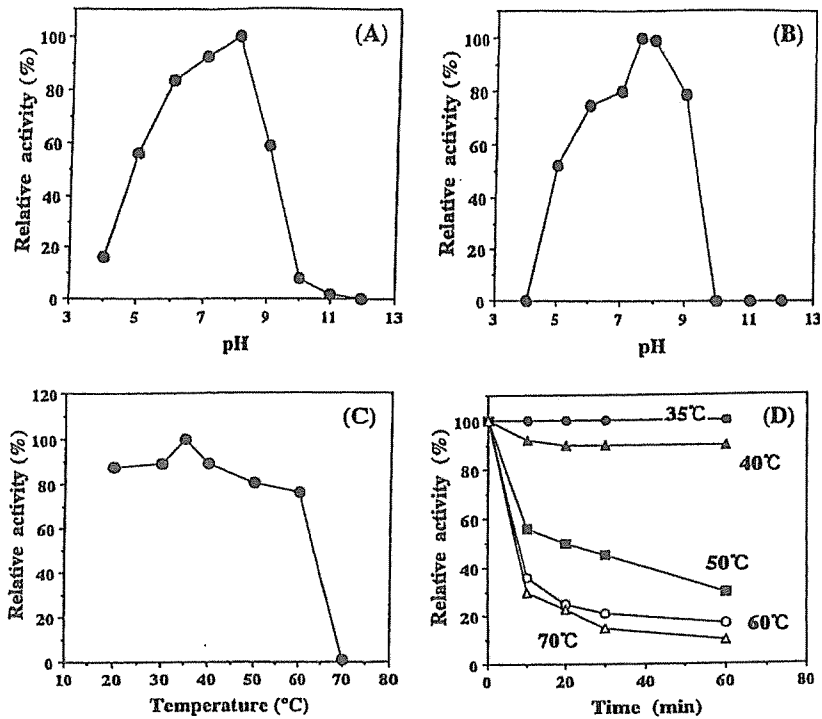 (A)
Relative activity (%)
100
80
60
40
20
0
3 5 7 9 11 13
pH
(B)
Relative activity (%)
100
80
60
40
20
0
3 5 7 9 11 13
pH
(C)
Relative activity (%)
120
100
80
60
40
20
0
10 20 30 40 50 60 70 80
Temperature (°C)
(D)
Relative activity (%)
100
80
60
40
20
0
35℃
40℃
50℃
60℃
70℃
0 20 40 60 80
Time (min)